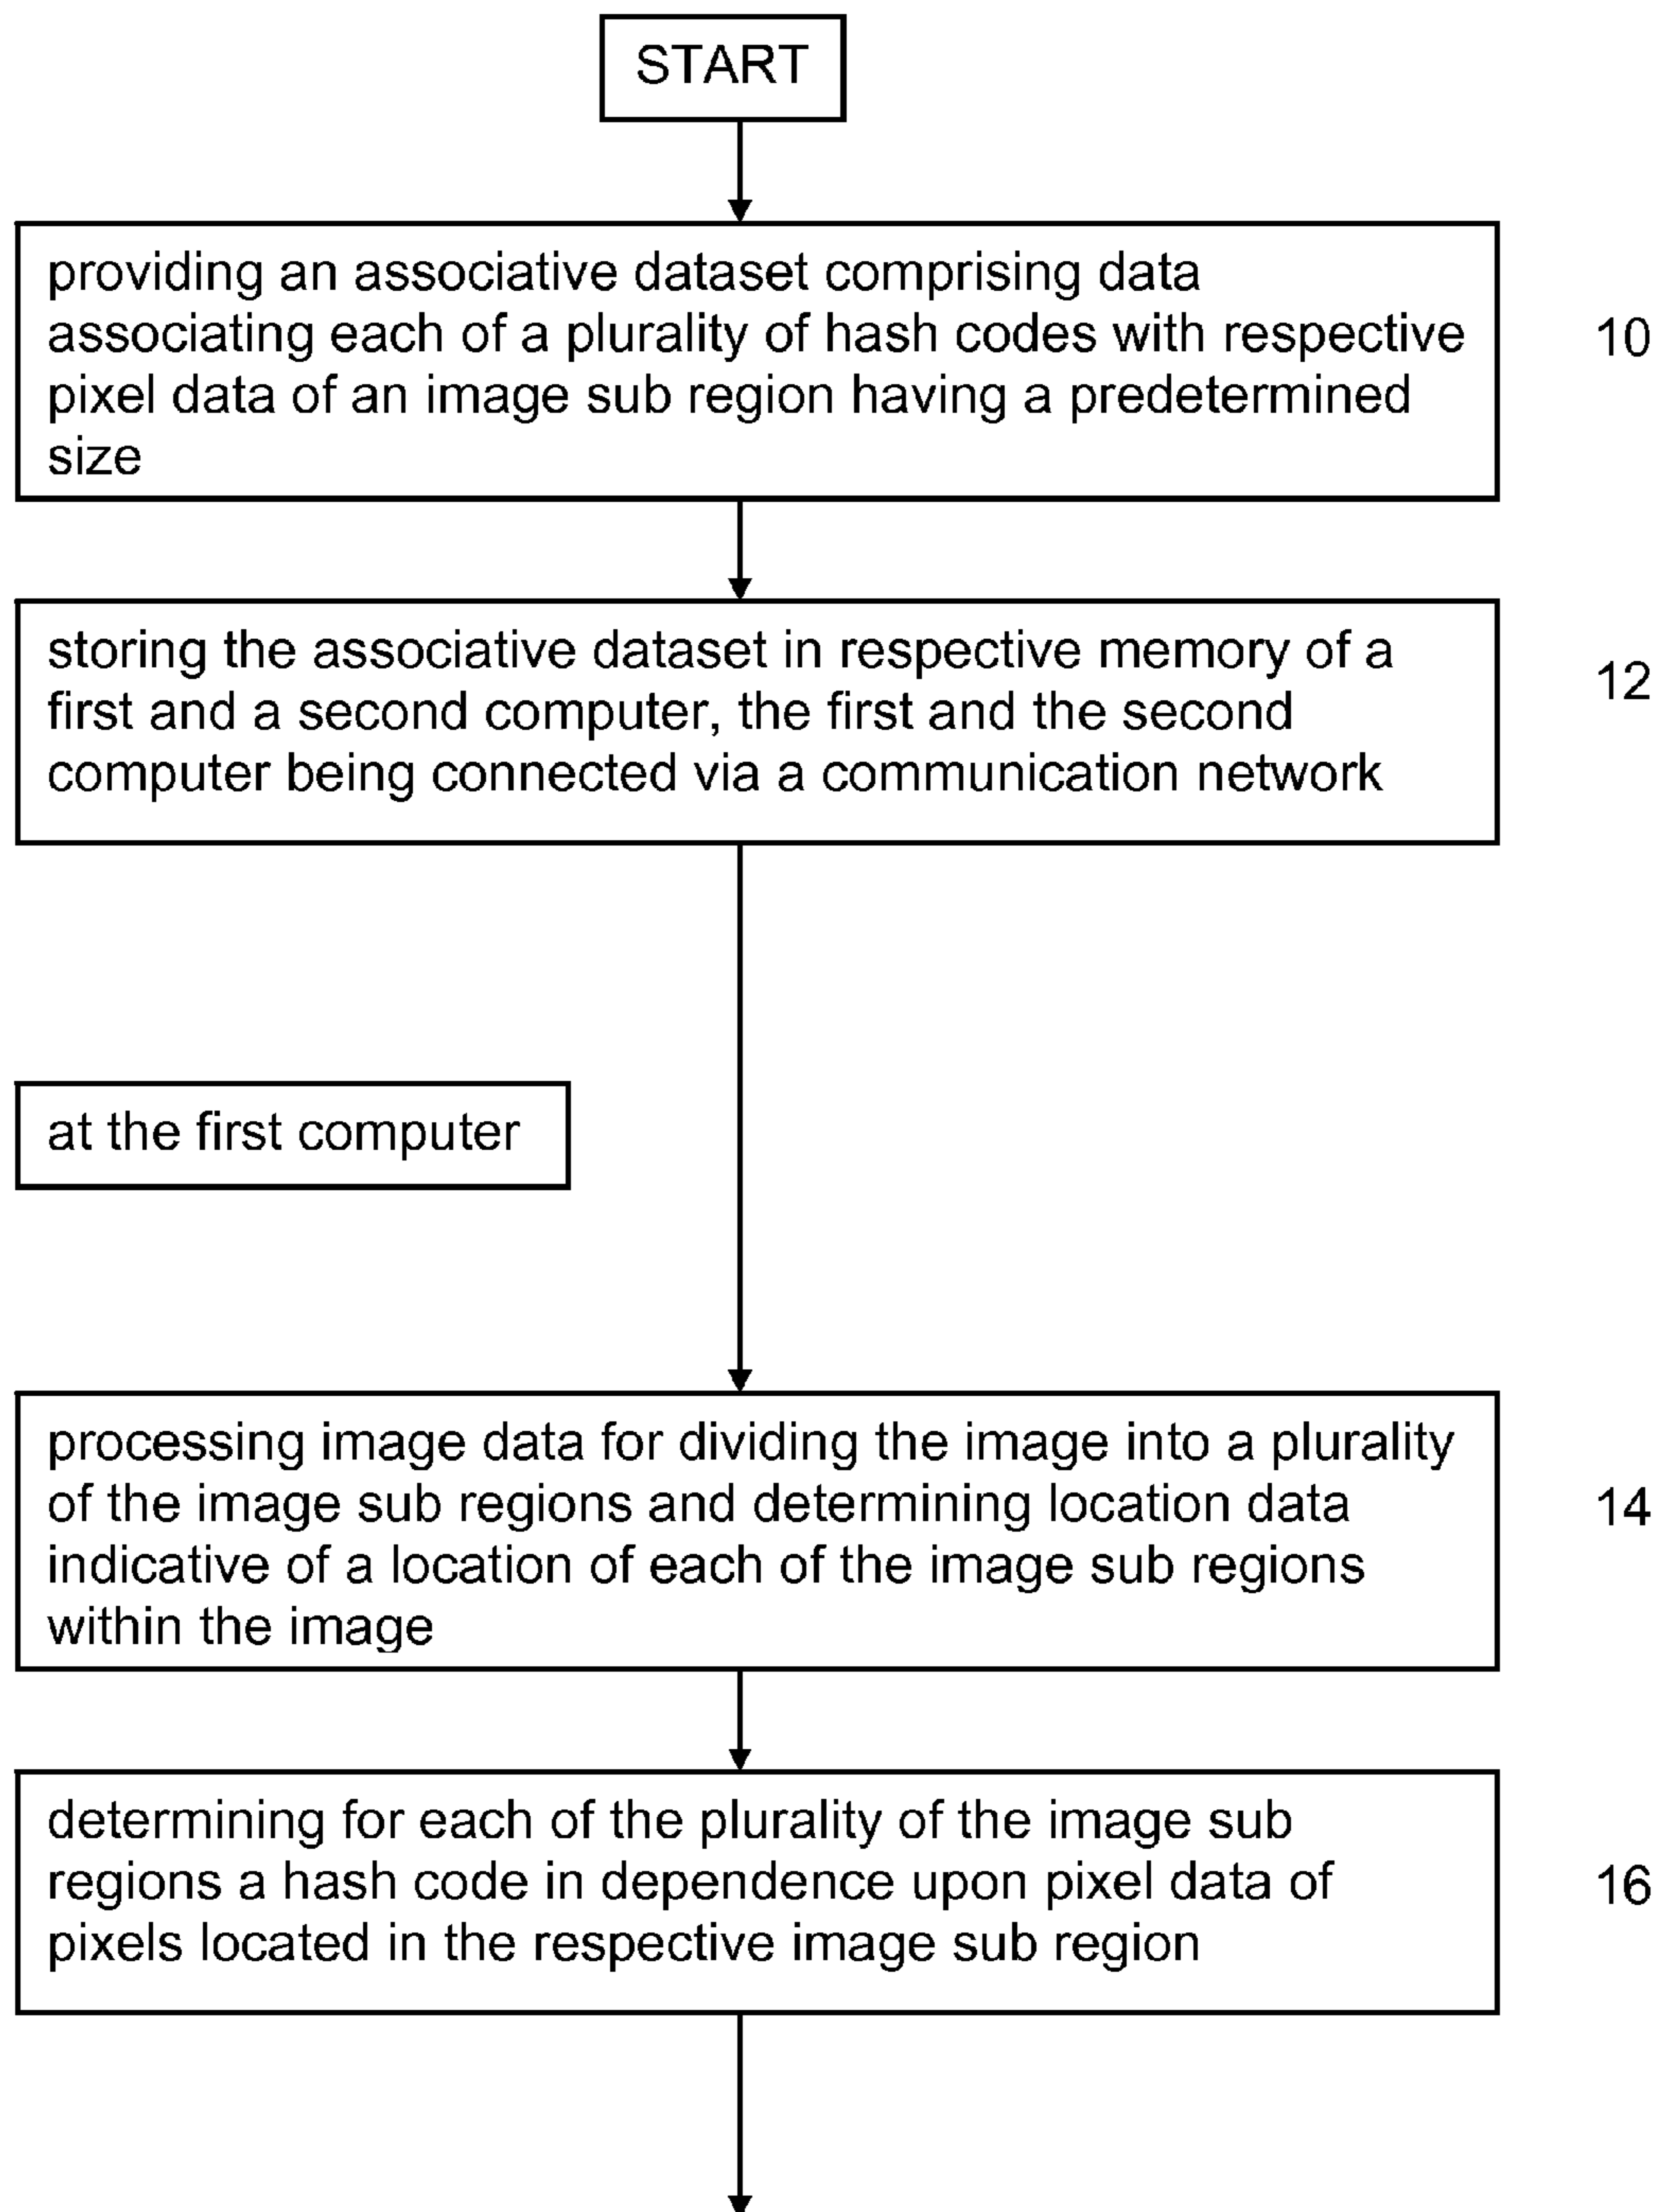 START
providing an associative dataset comprising data
associating each of a plurality of hash codes with respective
pixel data of an image sub region having a predetermined
size
10
storing the associative dataset in respective memory of a
first and a second computer, the first and the second
computer being connected via a communication network
12
at the first computer
processing image data for dividing the image into a plurality
of the image sub regions and determining location data
indicative of a location of each of the image sub regions
within the image
14
determining for each of the plurality of the image sub
regions a hash code in dependence upon pixel data of
pixels located in the respective image sub region
16